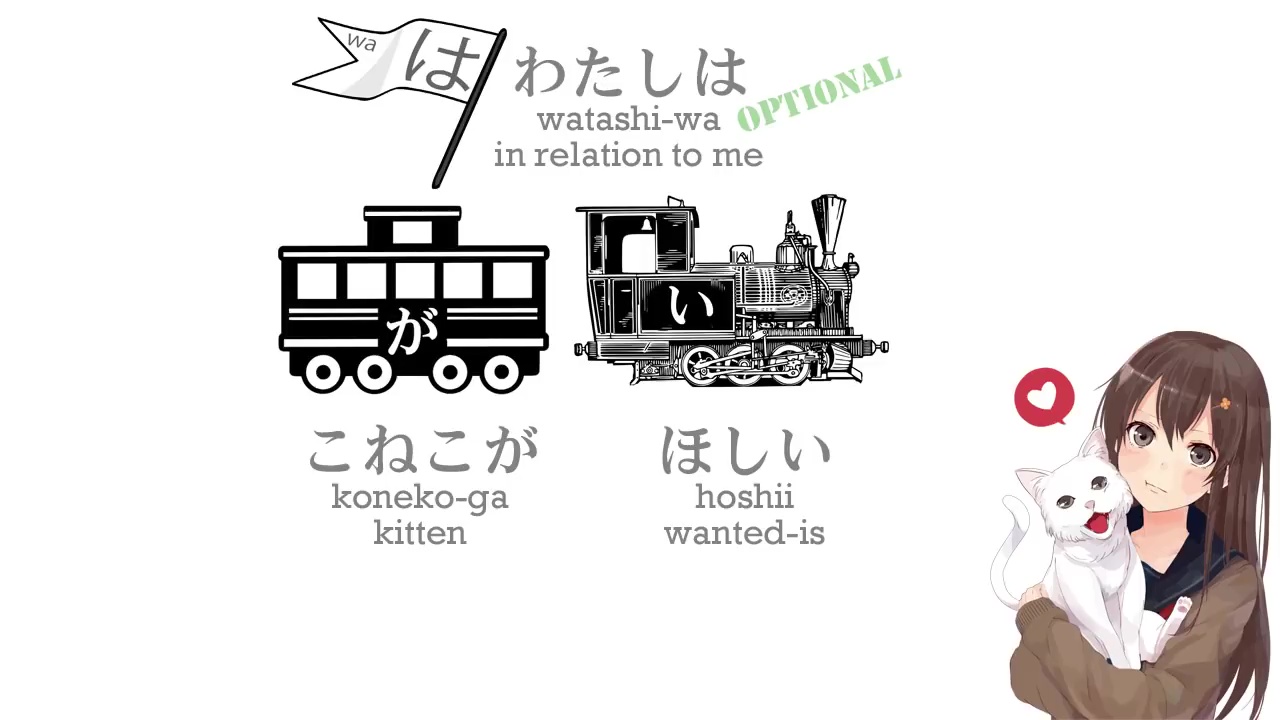 wa
は
わたしは
watashi-wa
OPTIONAL
in relation to me
が
い
こねこが
koneko-ga
kitten
ほしい
hoshii
wanted-is